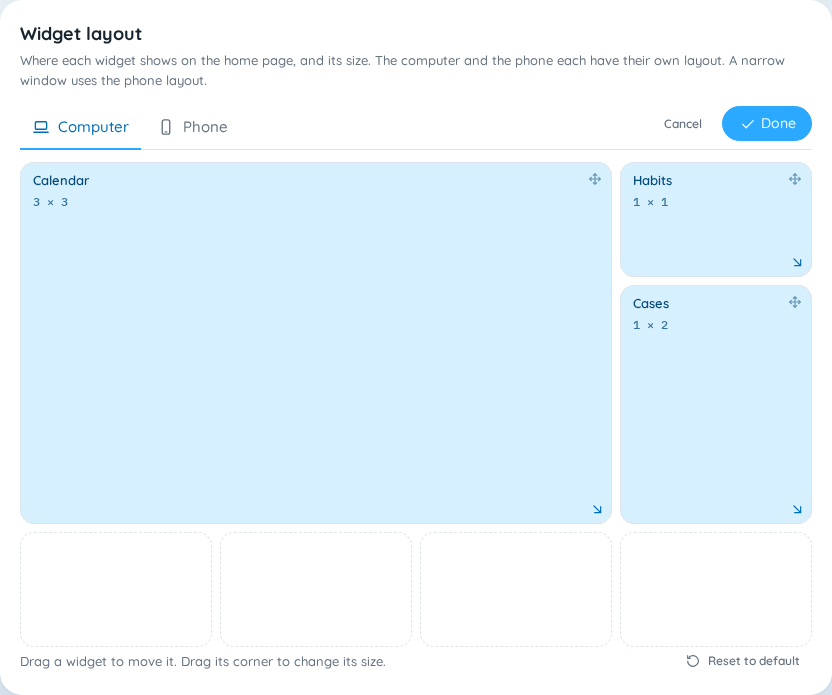 Widget layout
Where each widget shows on the home page, and its size. The computer and the phone each have their own layout. A narrow
window uses the phone layout.
Computer
Phone
Cancel
Done
Calendar
3 × 3
Habits
1 × 1
Cases
1 × 2
Drag a widget to move it. Drag its corner to change its size.
Reset to default